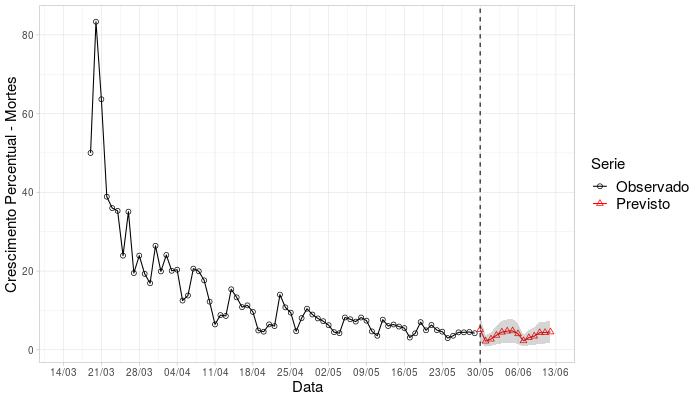 Crescimento Percentual - Mortes
80
60
40
20
0
14/03 21/03 28/03 04/04 11/04 18/04 25/04 02/05 09/05 16/05 23/05 30/05 06/06 13/06
Data
Serie
Observado
Previsto